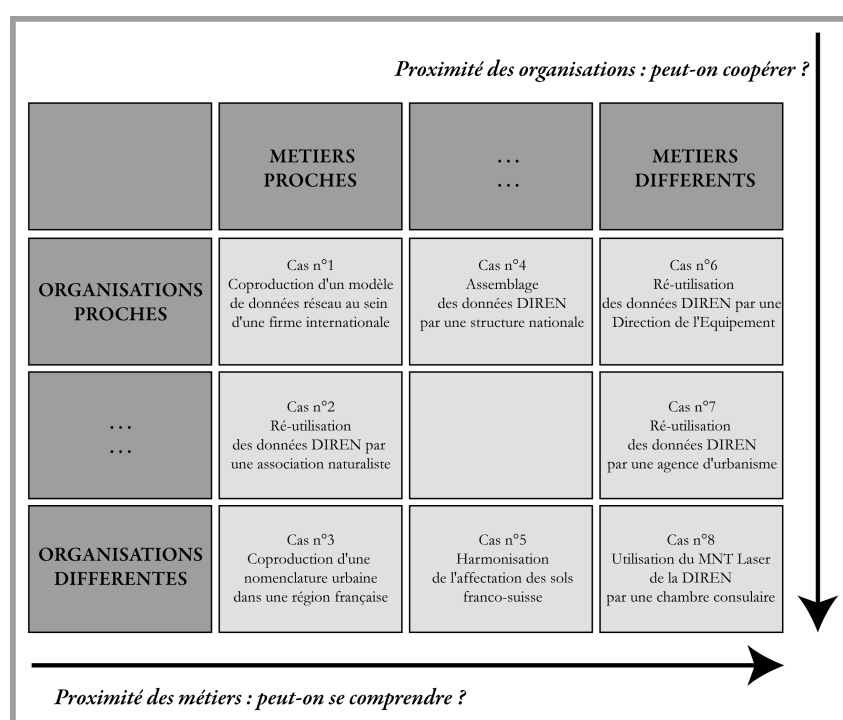 Proximité des organisations : peut-on coopérer ?
METIERS
PROCHES
...
...
METIERS
DIFFERENTS
ORGANISATIONS
PROCHES
Cas n°1
Coproduction d'un modèle
de données réseau au sein
d'une firme internationale
Cas n°4
Assemblage
des données DIREN
par une structure nationale
Cas n°6
Ré-utilisation
des données DIREN par une
Direction de l'Equipement
...
...
Cas n°2
Ré-utilisation
des données DIREN par
une association naturaliste
Cas n°7
Ré-utilisation
des données DIREN
par une agence d'urbanisme
ORGANISATIONS
DIFFERENTES
Cas n°3
Coproduction d'une
nomenclature urbaine
dans une région française
Cas n°5
Harmonisation
de l'affectation des sols
franco-suisse
Cas n°8
Utilisation du MNT Laser
de la DIREN
par une chambre consulaire
Proximité des métiers : peut-on se comprendre ?